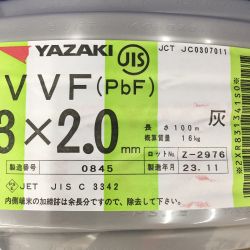 YAZAKI JIS JCT JC0807011
VVF(PbF)
3×2.0mm
灰
長さ100m
概算質量 16kg
ロットNo. Z-2976
製造番号 0845 製造年月 23.11
JET JIS C 3342
内側端末の加締跡は余長分ですので、除去して下さい。